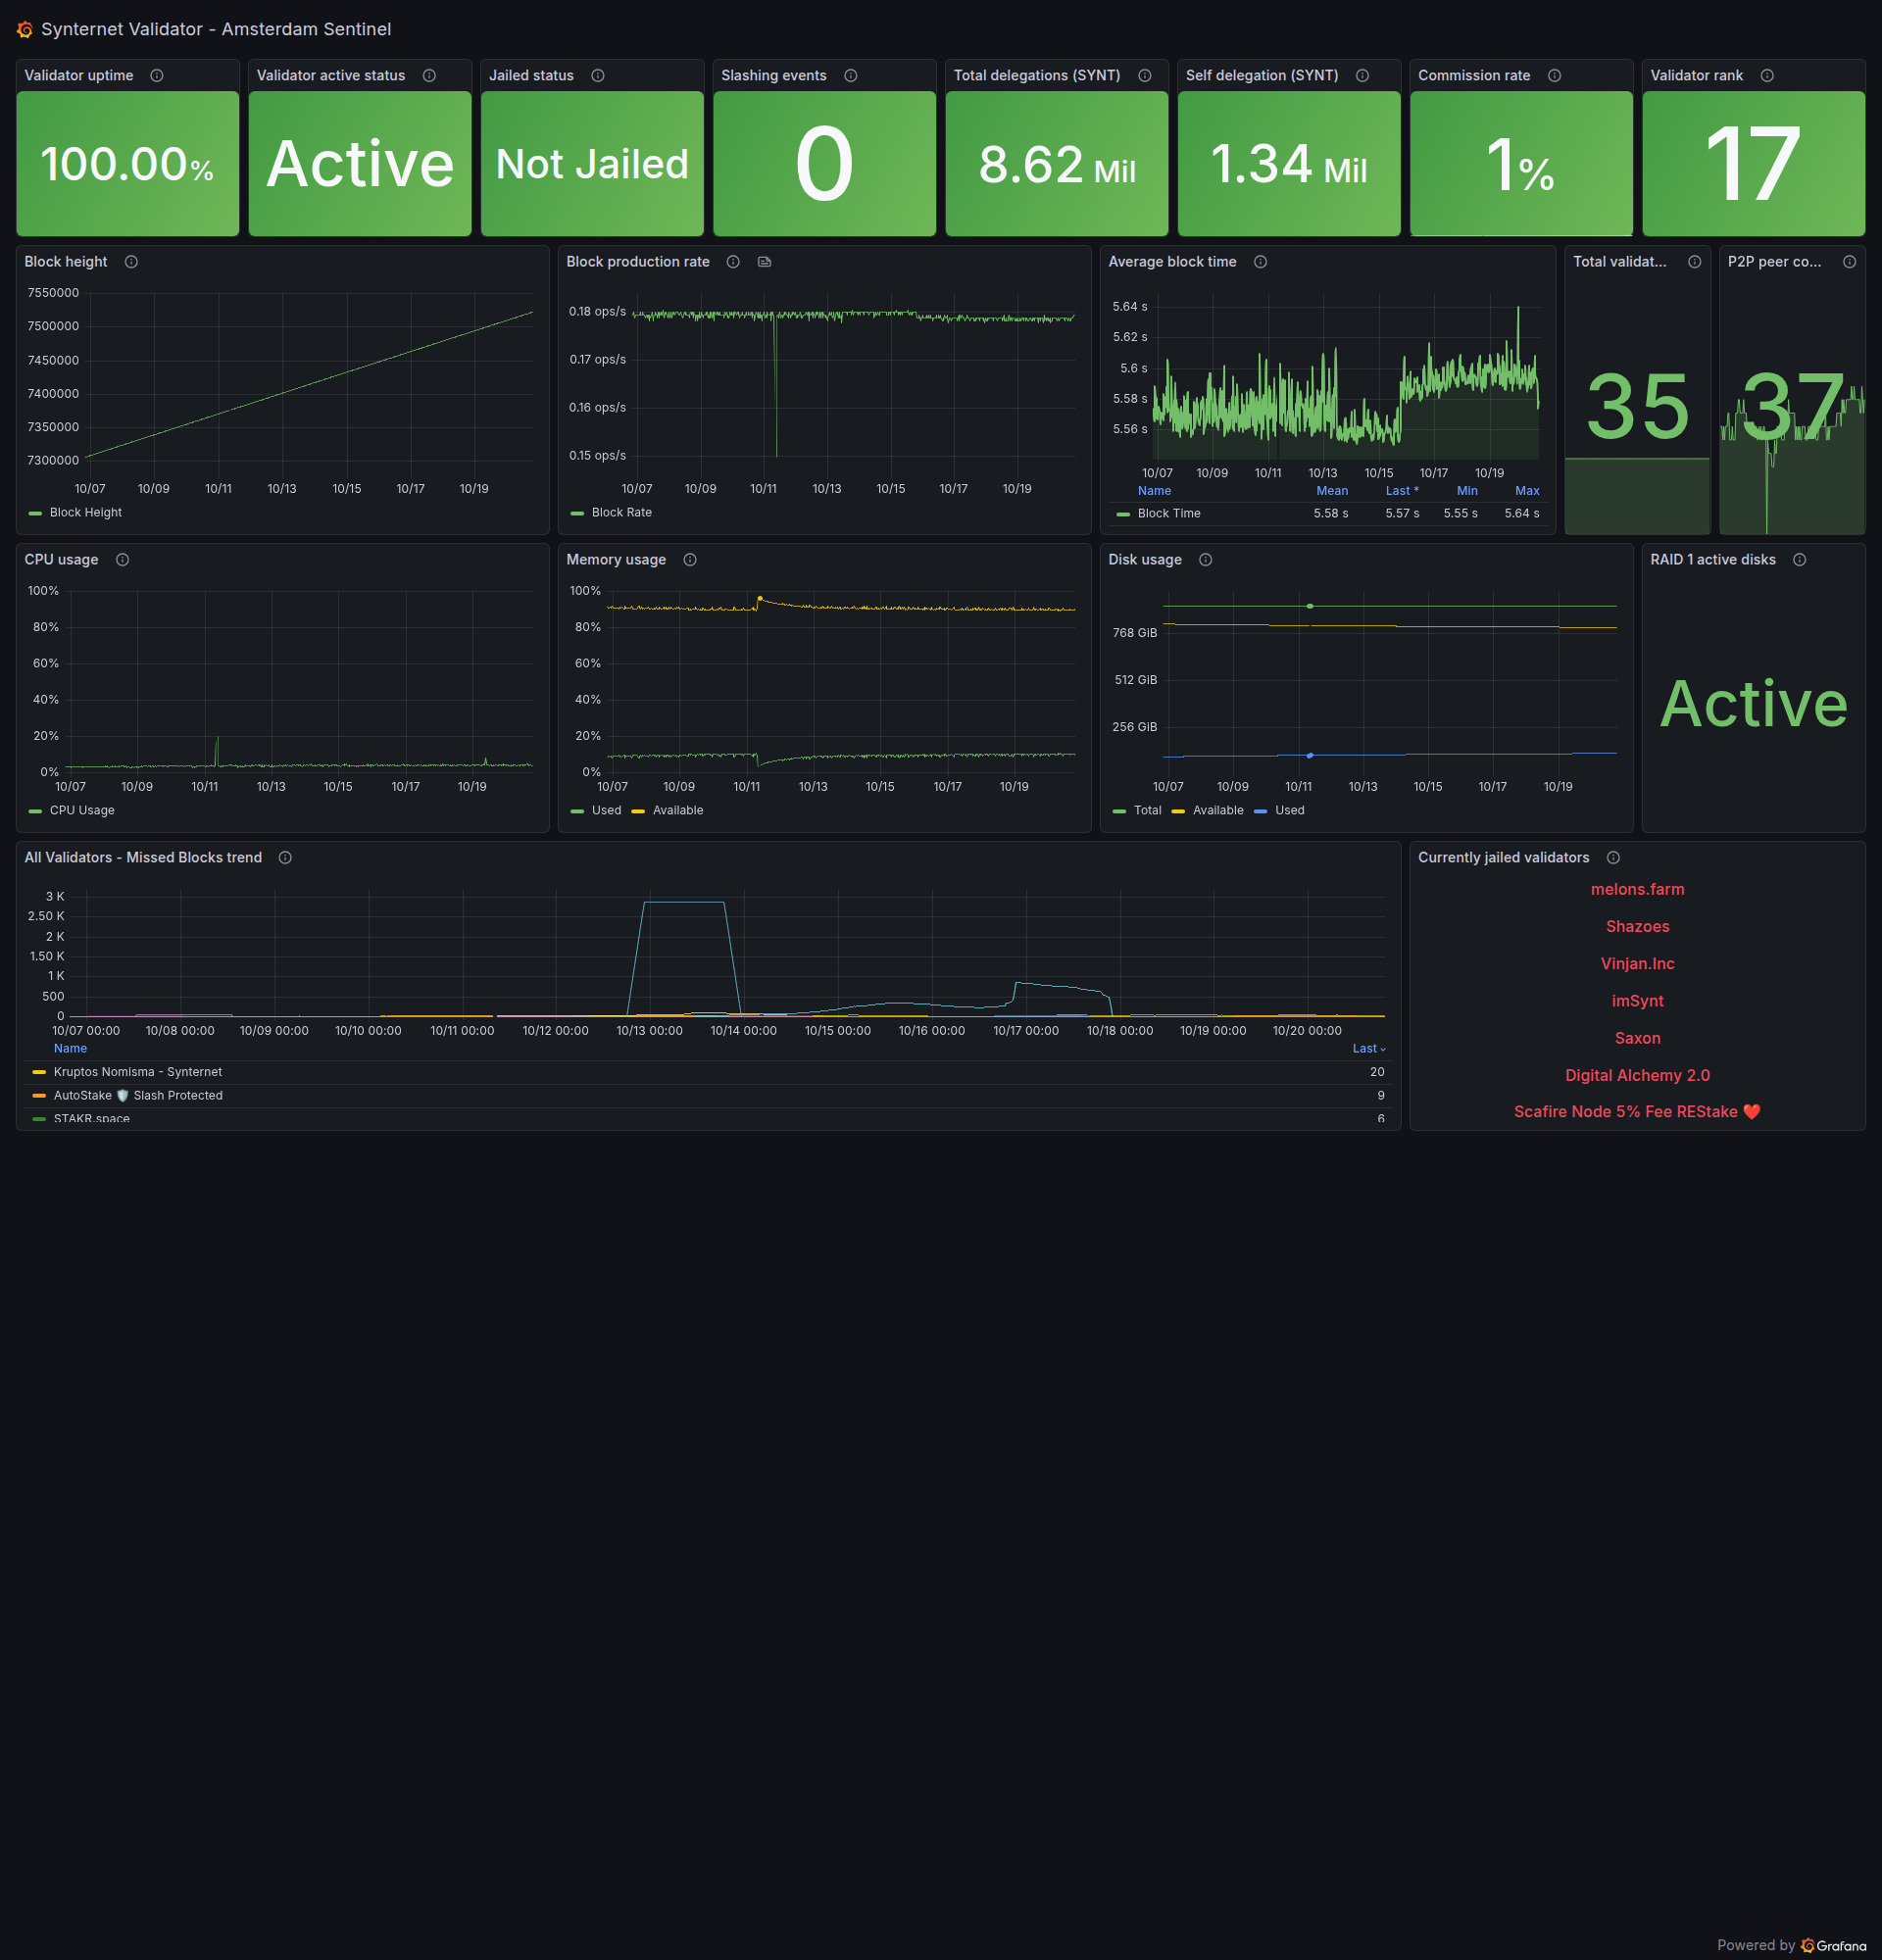 Synternet Validator - Amsterdam Sentinel
Validator uptime
100.00%
Validator active status
Active
Jailed status
Not Jailed
Slashing events
0
Total delegations (SYNT)
8.62 Mil
Self delegation (SYNT)
1.34 Mil
Commission rate
1%
Validator rank
17
Block height
7550000
7500000
7450000
7400000
7350000
7300000
10/07 10/09 10/11 10/13 10/15 10/17 10/19
Block Height
Block production rate
0.18 ops/s
0.17 ops/s
0.16 ops/s
0.15 ops/s
10/07 10/09 10/11 10/13 10/15 10/17 10/19
Block Rate
Average block time
5.64 s
5.62 s
5.6 s
5.58 s
5.56 s
10/07 10/09 10/11 10/13 10/15 10/17 10/19
Name Mean Last * Min Max
Block TIme 5.58 s 5.57 s 5.55 s 5.64 s
Total validat...
35
P2P peer co...
37
CPU usage
100%
80%
60%
40%
20%
0%
10/07 10/09 10/11 10/13 10/15 10/17 10/19
CPU Usage
Memory usage
100%
80%
60%
40%
20%
0%
10/07 10/09 10/11 10/13 10/15 10/17 10/19
Used Available
Disk usage
768 GiB
512 GiB
256 GiB
10/07 10/09 10/11 10/13 10/15 10/17 10/19
Total Available Used
RAID 1 active disks
Active
All Validators - Missed Blocks trend
3 K
2.50 K
2 K
1.50 K
1 K
500
0
10/07 00:00 10/08 00:00 10/09 00:00 10/10 00:00 10/11 00:00 10/12 00:00 10/13 00:00 10/14 00:00 10/15 00:00 10/16 00:00 10/17 00:00 10/18 00:00 10/19 00:00 10/20 00:00
Name Last
Kruptos Nomisma - Synternet 20
AutoStake 🛡️ Slash Protected 9
STAKR.space 6
Currently jailed validators
melons.farm
Shazoes
Vinjan.Inc
imSynt
Saxon
Digital Alchemy 2.0
Scafire Node 5% Fee REStake ❤️
Powered by Grafana